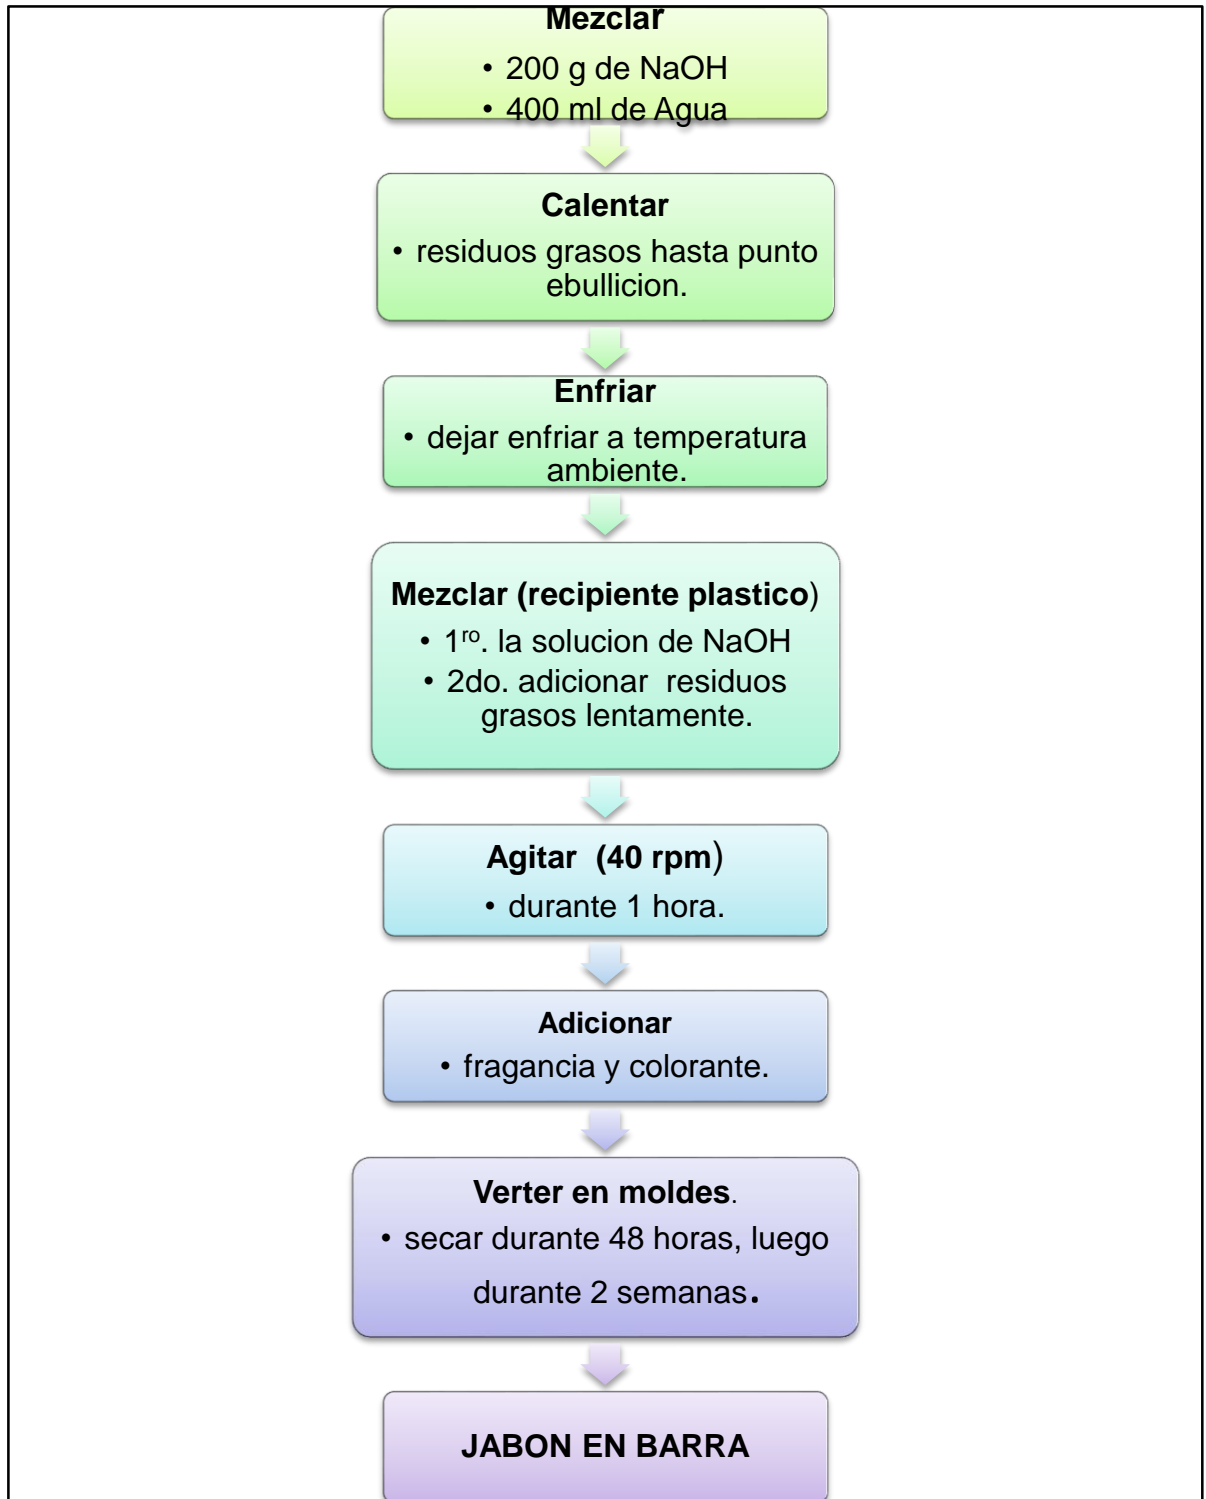 Mezclar
• 200 g de NaOH
• 400 ml de Agua
Calentar
• residuos grasos hasta punto
ebullicion.
Enfriar
• dejar enfriar a temperatura
ambiente.
Mezclar (recipiente plastico)
• 1ro. la solucion de NaOH
• 2do. adicionar residuos
grasos lentamente.
Agitar (40 rpm)
• durante 1 hora.
Adicionar
• fragancia y colorante.
Verter en moldes.
• secar durante 48 horas, luego
durante 2 semanas.
JABON EN BARRA